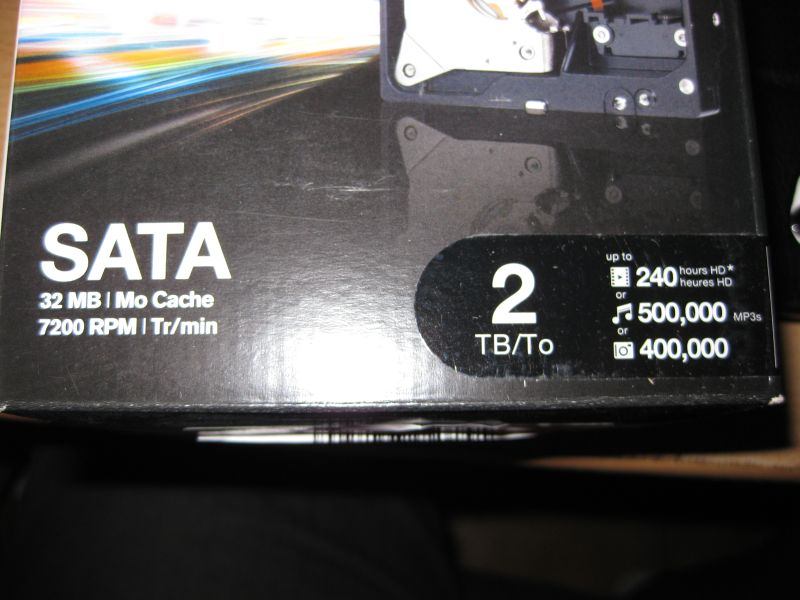 SATA
32 MB | Mo Cache
7200 RPM | Tr/min
2
TB/To
up to
240 hours HD*
heures HD
or
500,000 MP3s
or
400,000